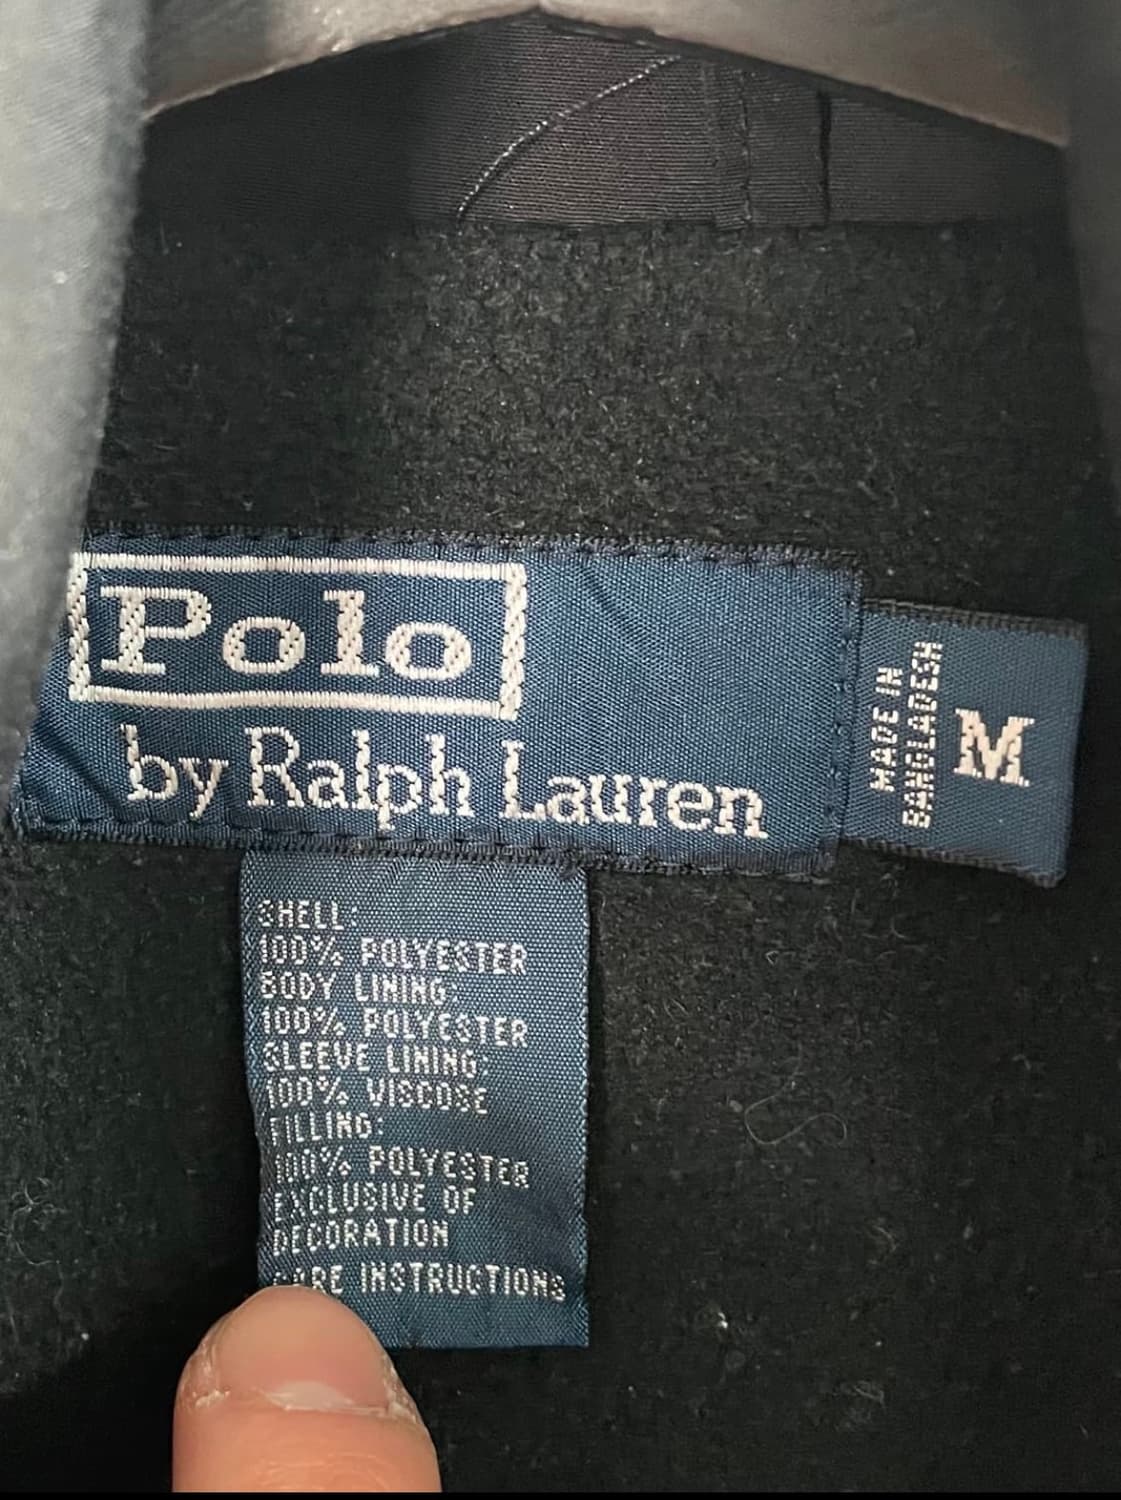 Polo
by Ralph Lauren
MADE IN
BANGLADESH
M
SHELL:
100% POLYESTER
BODY LINING:
100% POLYESTER
SLEEVE LINING:
100% VISCOSE
FILLING:
100% POLYESTER
EXCLUSIVE OF
DECORATION
CARE INSTRUCTIONS